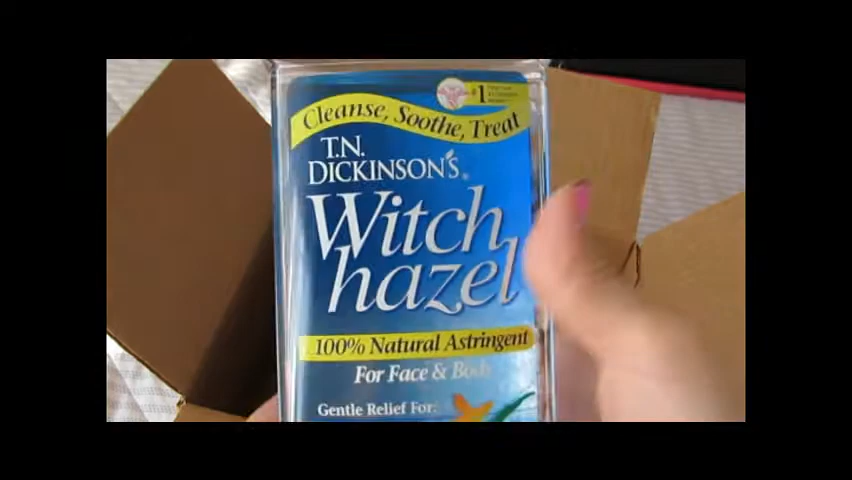 #1
Cleanse, Soothe, Treat
T.N.
DICKINSON'S
Witch
hazel
100% Natural Astringent
For Face & Body
Gentle Relief For: